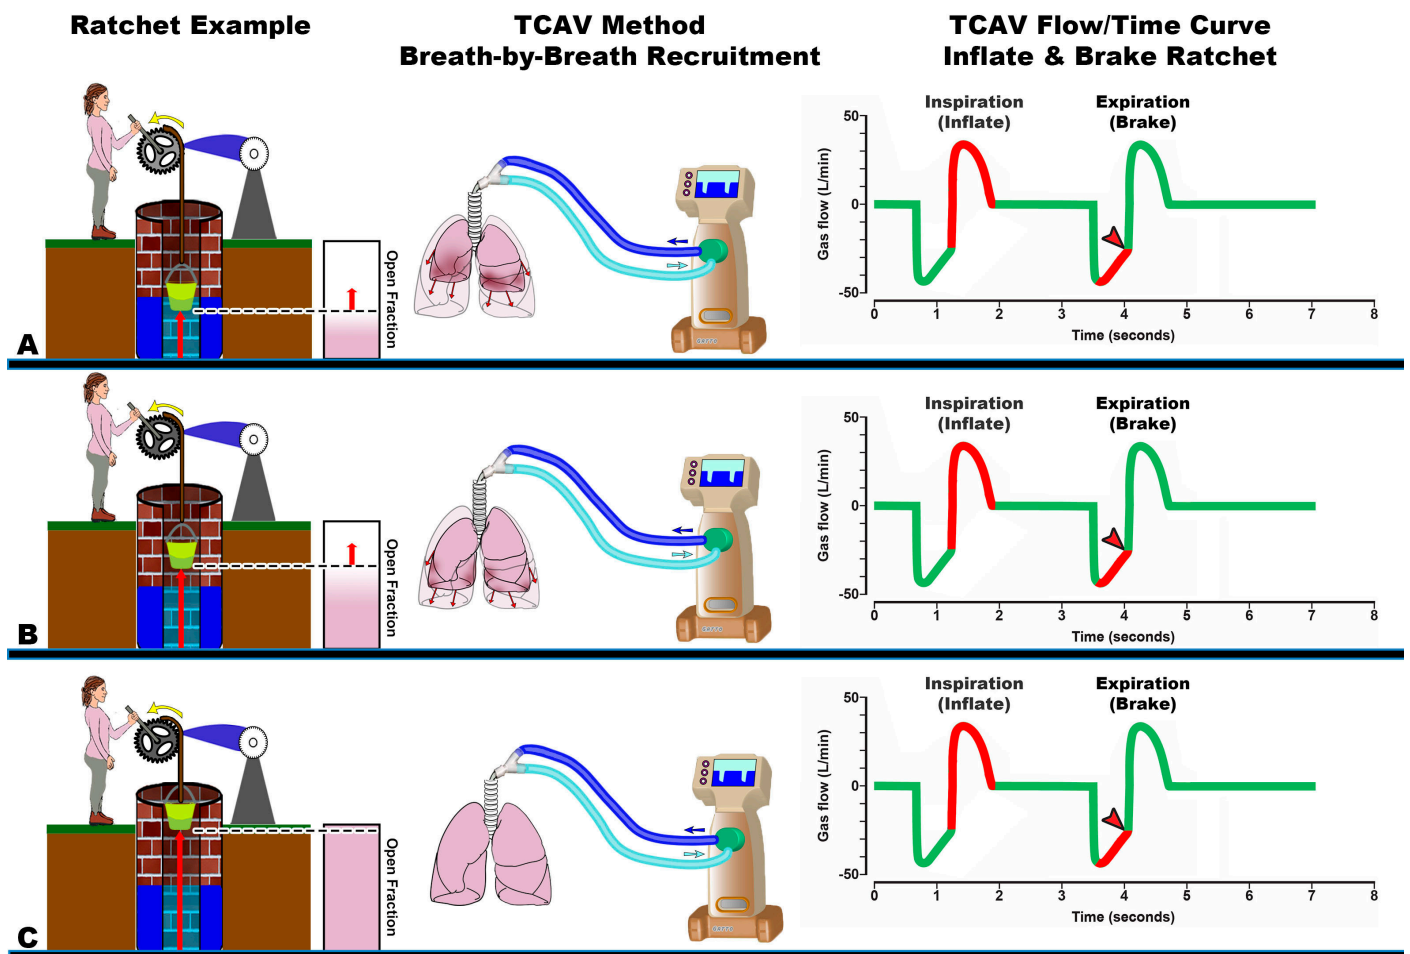 Ratchet Example
TCAV Method
Breath-by-Breath Recruitment
TCAV Flow/Time Curve
Inflate & Brake Ratchet
A
Open Fraction
Inspiration
(Inflate)
Expiration
(Brake)
Gas flow (L/min)
50
0
-50
0 1 2 3 4 5 6 7 8
Time (seconds)
B
Open Fraction
Inspiration
(Inflate)
Expiration
(Brake)
Gas flow (L/min)
50
0
-50
0 1 2 3 4 5 6 7 8
Time (seconds)
C
Open Fraction
Inspiration
(Inflate)
Expiration
(Brake)
Gas flow (L/min)
50
0
-50
0 1 2 3 4 5 6 7 8
Time (seconds)